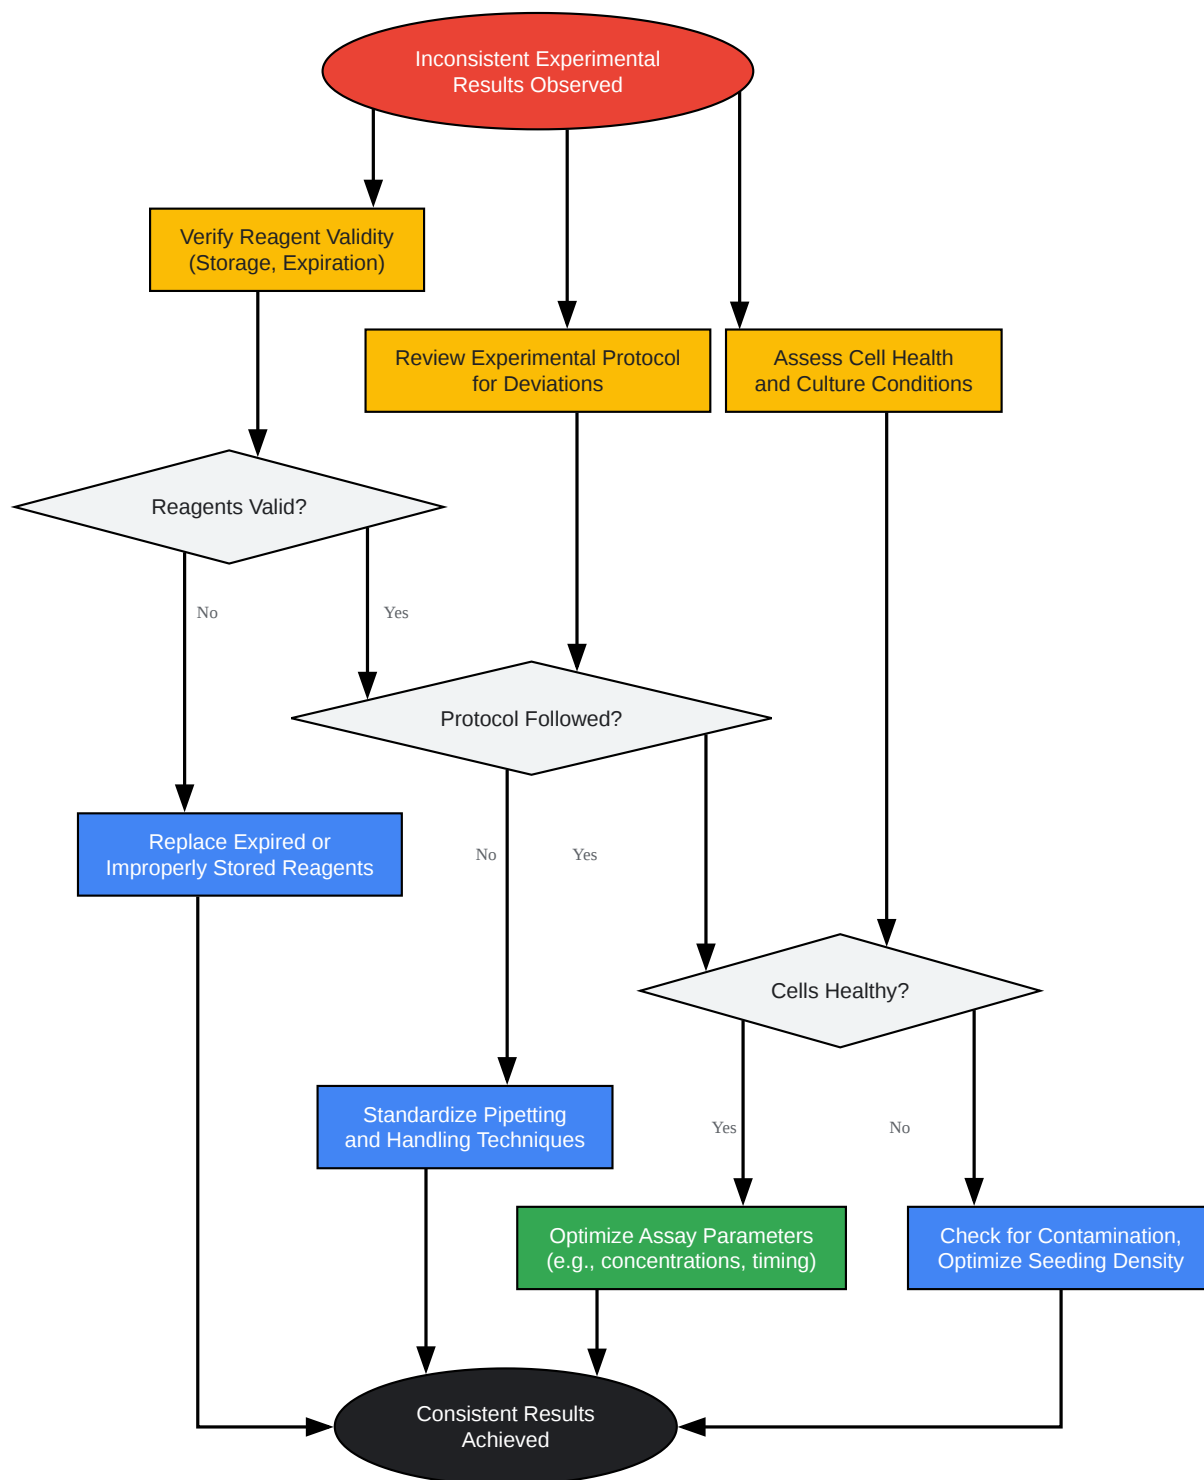 Inconsistent Experimental
Results Observed
Verify Reagent Validity
(Storage, Expiration)
Review Experimental Protocol
for Deviations
Assess Cell Health
and Culture Conditions
Reagents Valid?
No
Yes
Protocol Followed?
Replace Expired or
Improperly Stored Reagents
No
Yes
Cells Healthy?
Standardize Pipetting
and Handling Techniques
Yes
No
Optimize Assay Parameters
(e.g., concentrations, timing)
Check for Contamination,
Optimize Seeding Density
Consistent Results
Achieved